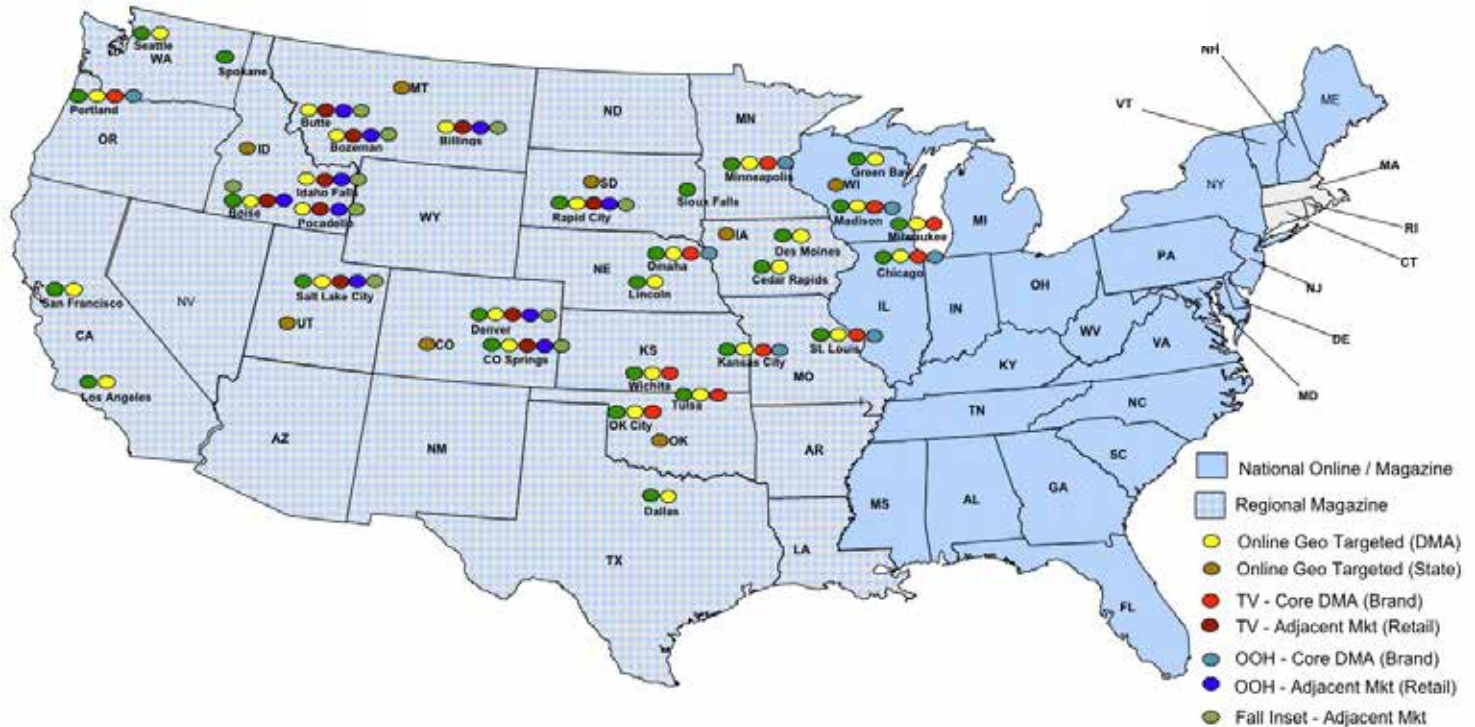 NH
Seattle
WA
Spokane
MT
VT
ME
ND
Portland
MN
Butte
Billings
OR
Bozeman
ID
MA
Minneapolis
Green Bay
NY
SD
WI
Idaho Falls
Sioux Falls
MI
Boise
WY
Rapid City
Madison
Pocadello
Milwaukee
RI
IA
Des Moines
PA
CT
NE
Omaha
Chicago
Cedar Rapids
OH
Lincoln
NJ
Salt Lake City
San Francisco
NV
IL
IN
UT
Denver
WV
DE
CA
CO
CO Springs
KS
Kansas City
St. Louis
VA
KY
MO
Wichita
MD
Los Angeles
Tulsa
NC
TN
OK City
AZ
NM
OK
AR
SC
National Online / Magazine
GA
MS
AL
Regional Magazine
Dallas
LA
Online Geo Targeted (DMA)
TX
Online Geo Targeted (State)
TV - Core DMA (Brand)
FL
TV - Adjacent Mkt (Retail)
OOH - Core DMA (Brand)
OOH - Adjacent Mkt (Retail)
Fall Inset - Adjacent Mkt